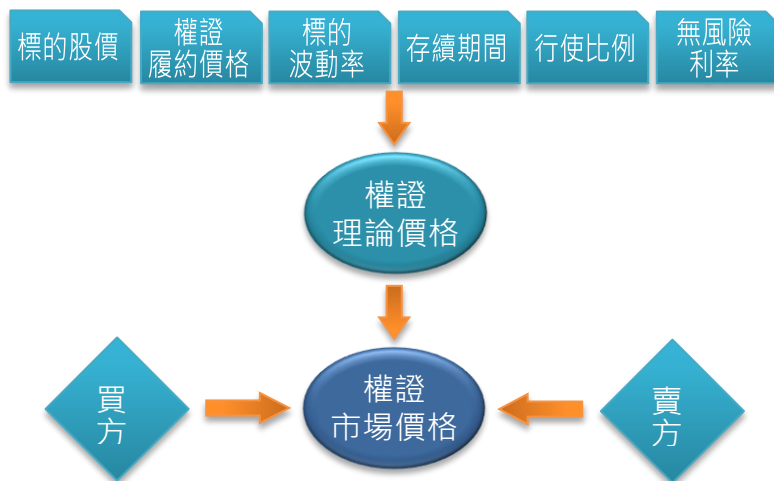 標的股價
權證
履約價格
標的
波動率
存續期間
行使比例
無風險
利率
權證
理論價格
買
方
權證
市場價格
賣
方